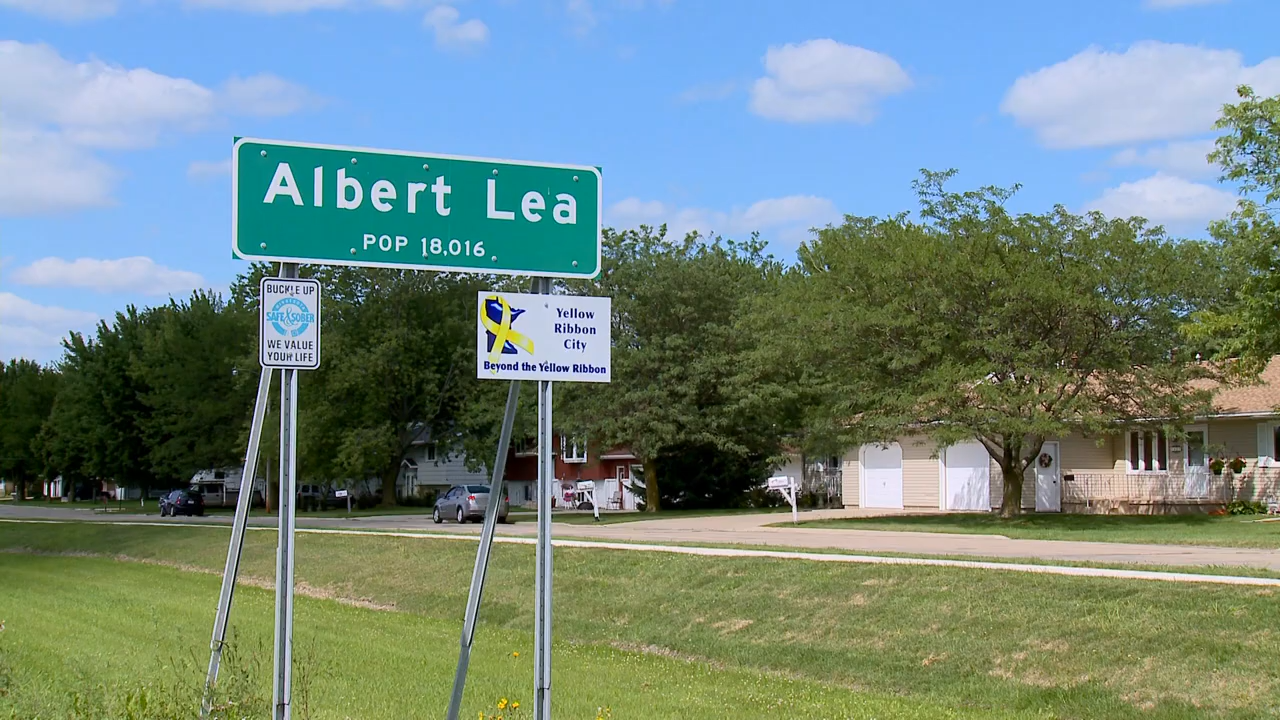 Albert Lea
POP 18,016
BUCKLE UP
SAFE & SOBER
WE VALUE
YOUR LIFE
Yellow
Ribbon
City
Beyond the Yellow Ribbon